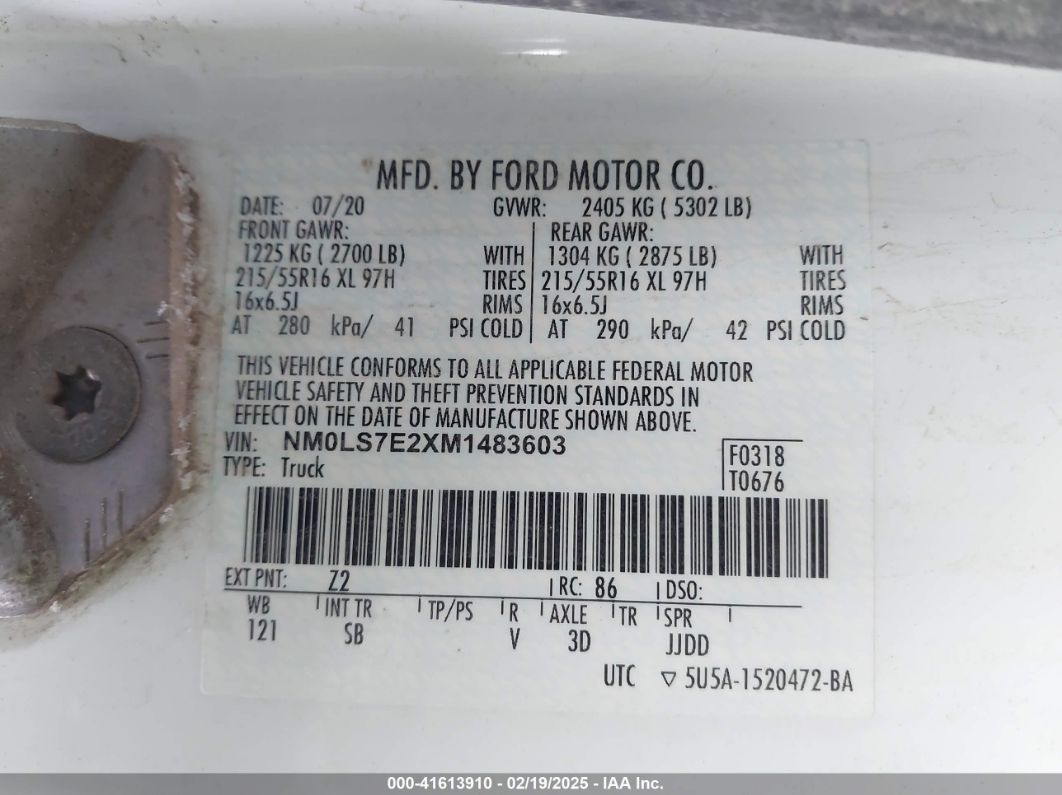 MFD. BY FORD MOTOR CO.
DATE: 07/20 GVWR: 2405 KG ( 5302 LB)
FRONT GAWR: REAR GAWR:
1225 KG ( 2700 LB) WITH 1304 KG ( 2875 LB) WITH
215/55R16 XL 97H TIRES 215/55R16 XL 97H TIRES
16x6.5J RIMS 16x6.5J RIMS
AT 280 kPa/ 41 PSI COLD AT 290 kPa/ 42 PSI COLD
THIS VEHICLE CONFORMS TO ALL APPLICABLE FEDERAL MOTOR
VEHICLE SAFETY AND THEFT PREVENTION STANDARDS IN
EFFECT ON THE DATE OF MANUFACTURE SHOWN ABOVE.
VIN: NM0LS7E2XM1483603
TYPE: Truck
F0318
T0676
EXT PNT: Z2 RC: 86 DSO:
WB INT TR TP/PS R AXLE TR SPR
121 SB V 3D JJDD
UTC ▽ 5U5A-1520472-BA
000-41613910 - 02/19/2025 - IAA Inc.